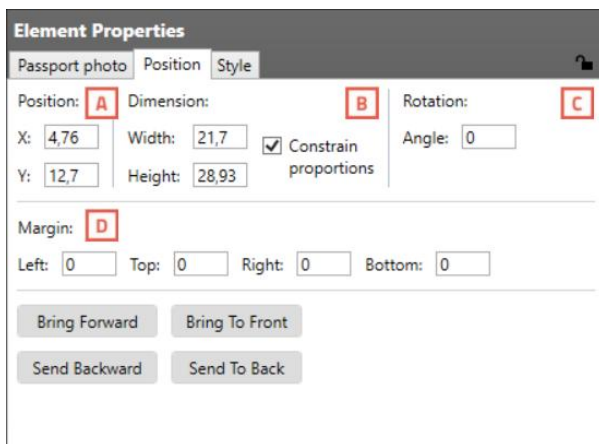 Element Properties
Passport photo Position Style
Position: A Dimension: B Rotation: C
X: 4,76 Width: 21,7 Constrain proportions Angle: 0
Y: 12,7 Height: 28,93
Margin: D
Left: 0 Top: 0 Right: 0 Bottom: 0
Bring Forward Bring To Front
Send Backward Send To Back